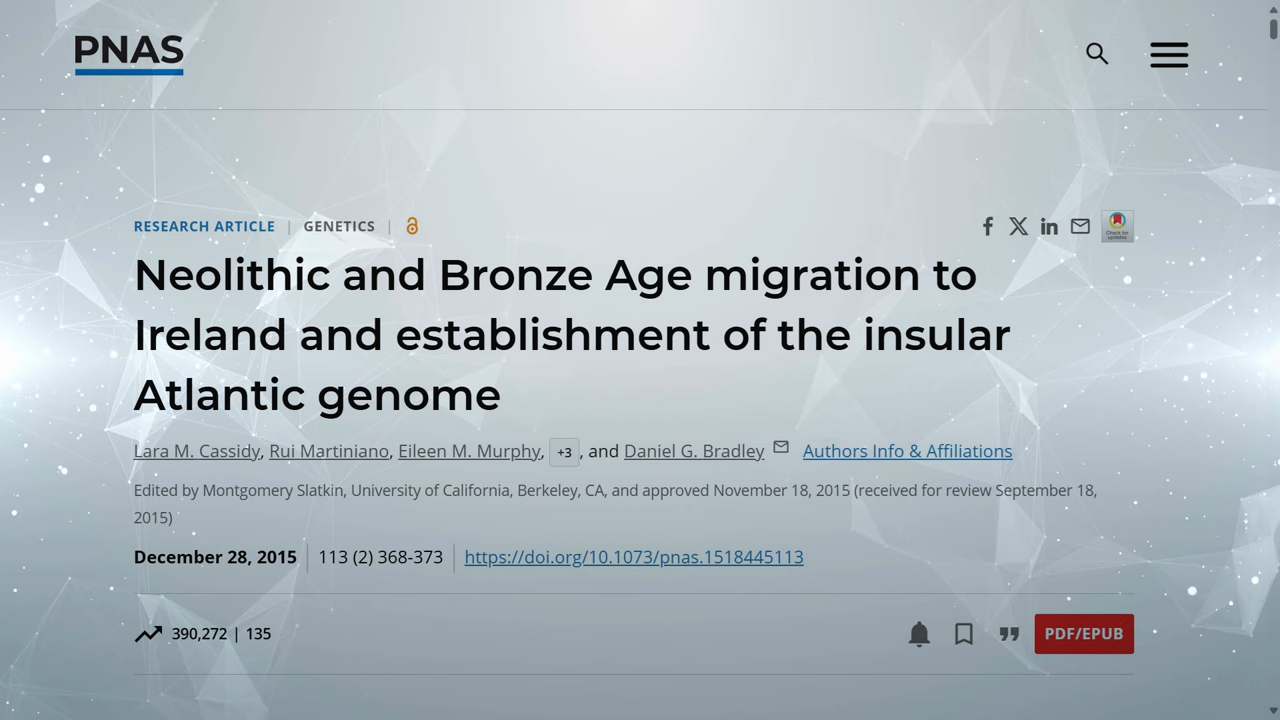 PNAS
RESEARCH ARTICLE | GENETICS |
Check for updates
Neolithic and Bronze Age migration to
Ireland and establishment of the insular
Atlantic genome
Lara M. Cassidy, Rui Martiniano, Eileen M. Murphy, +3, and Daniel G. Bradley Authors Info & Affiliations
Edited by Montgomery Slatkin, University of California, Berkeley, CA, and approved November 18, 2015 (received for review September 18,
2015)
December 28, 2015 113 (2) 368-373 https://doi.org/10.1073/pnas.1518445113
390,272 | 135
PDF/EPUB